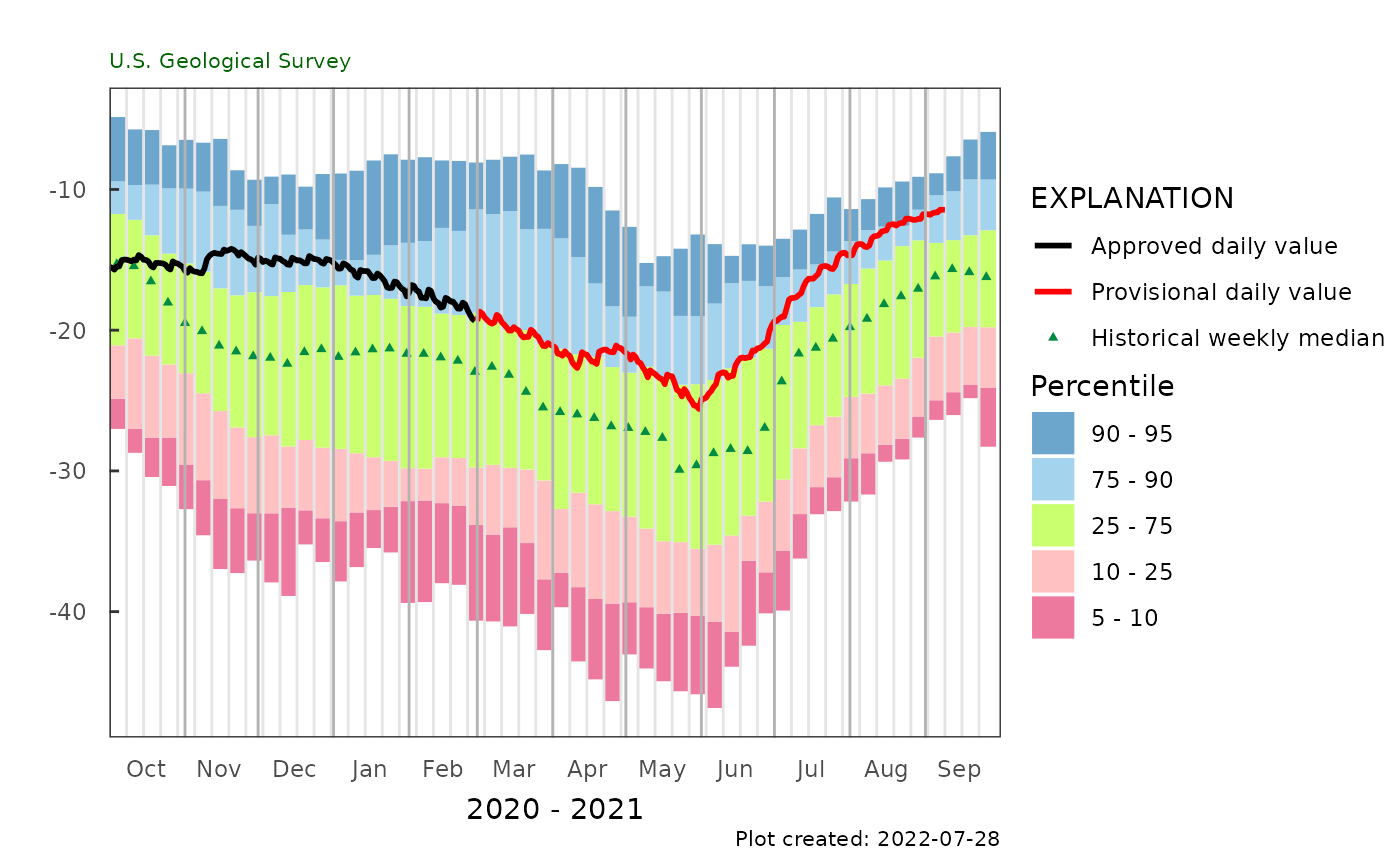 U.S. Geological Survey
-10
-20
-30
-40
Oct Nov Dec Jan Feb Mar Apr May Jun Jul Aug Sep
2020 - 2021
Plot created: 2022-07-28
EXPLANATION
Approved daily value
Provisional daily value
Historical weekly median
Percentile
90 - 95
75 - 90
25 - 75
10 - 25
5 - 10